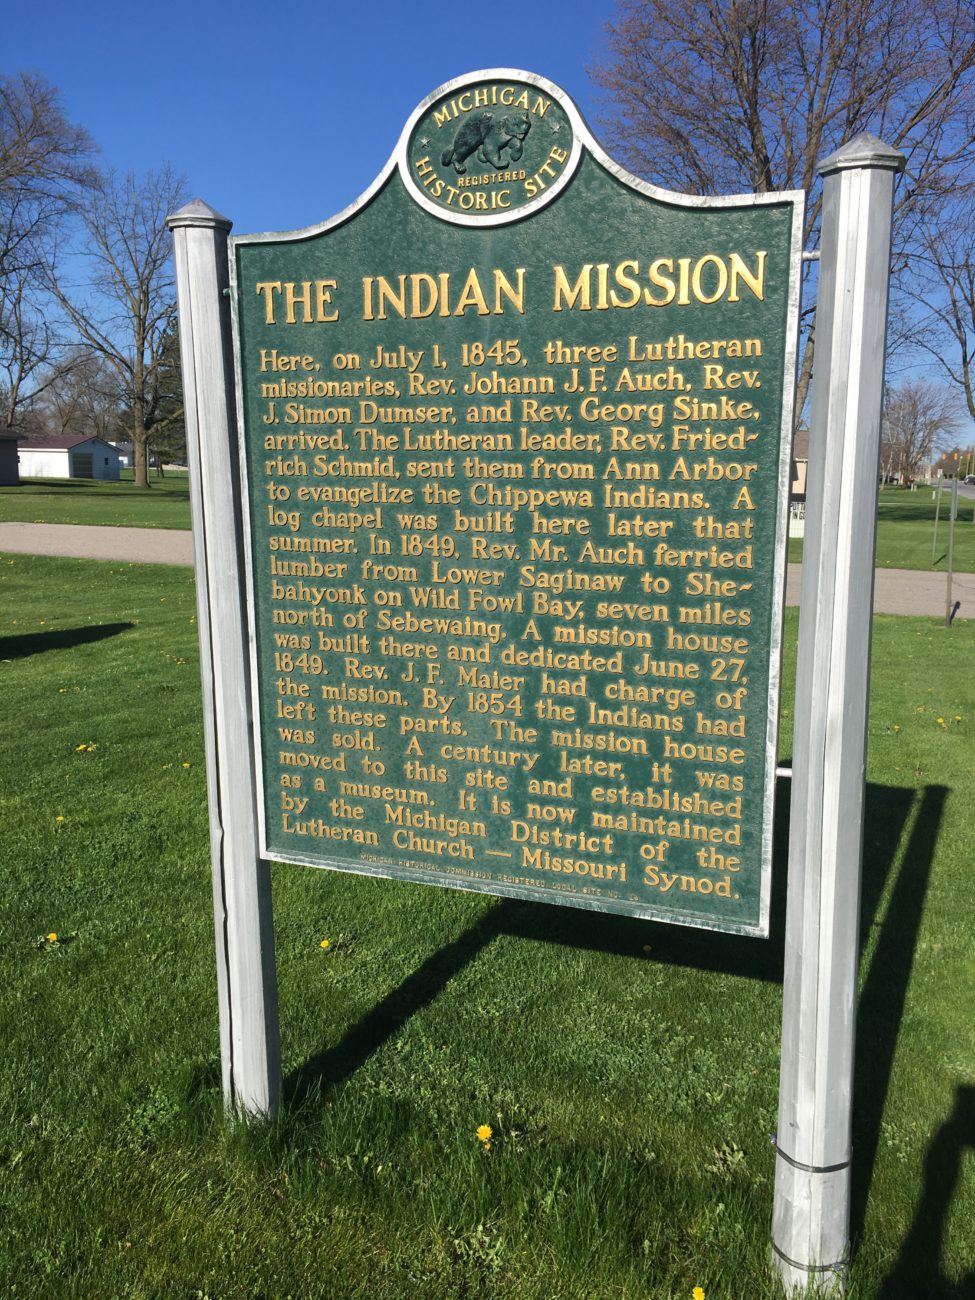 MICHIGAN
REGISTERED
HISTORIC SITE
THE INDIAN MISSION
Here, on July 1, 1845, three Lutheran
missionaries, Rev. Johann J. F. Auch, Rev.
J. Simon Dumser, and Rev. Georg Sinke,
arrived. The Lutheran leader, Rev. Fried-
rich Schmid, sent them from Ann Arbor
to evangelize the Chippewa Indians. A
log chapel was built here later that
summer. In 1849, Rev. Mr. Auch ferried
lumber from Lower Saginaw to She-
bahyonk on Wild Fowl Bay, seven miles
north of Sebewaing. A mission house
was built there and dedicated June 27,
1849. Rev. J. F. Maier had charge of
the mission. By 1854 the Indians had
left these parts. The mission house
was sold. A century later, it was
moved to this site and established
as a museum. It is now maintained
by the Michigan District of the
Lutheran Church — Missouri Synod.
MICHIGAN HISTORICAL COMMISSION REGISTERED LOCAL SITE NO.